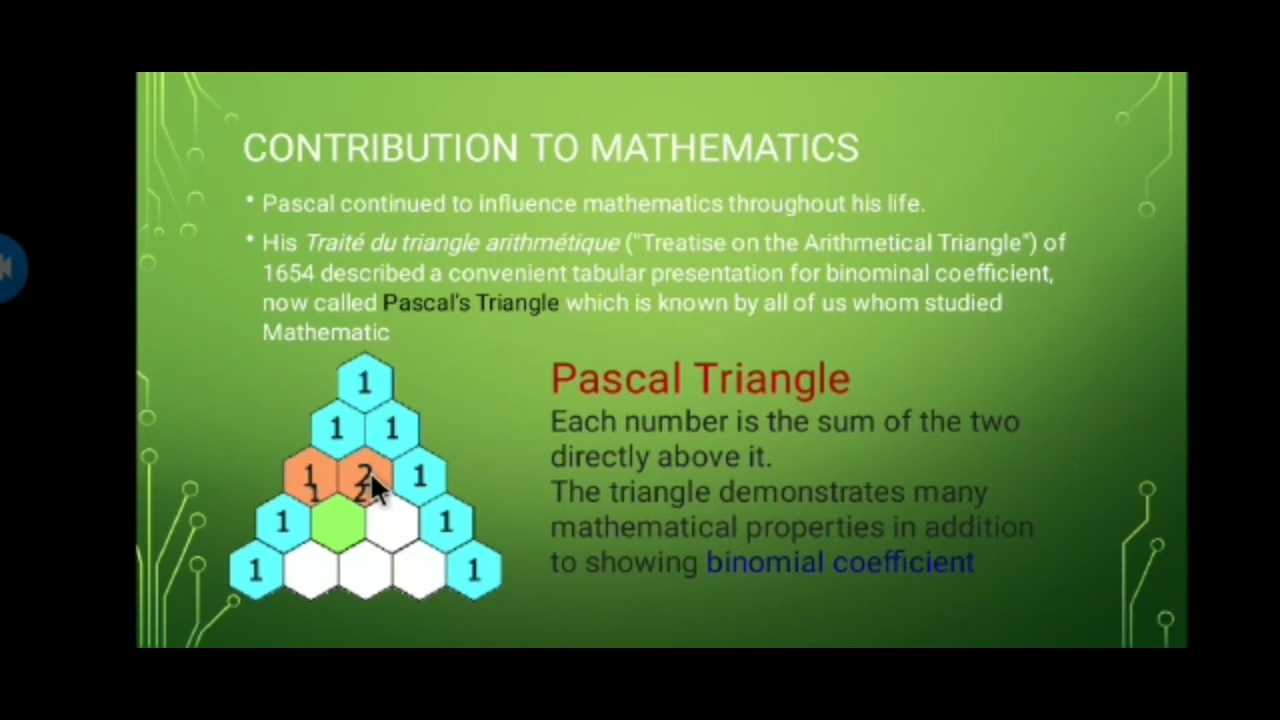 CONTRIBUTION TO MATHEMATICS
• Pascal continued to influence mathematics throughout his life.
• His Traité du triangle arithmétique ("Treatise on the Arithmetical Triangle") of
1654 described a convenient tabular presentation for binominal coefficient,
now called Pascal's Triangle which is known by all of us whom studied
Mathematic
1
1 1
1 2 1
1 2
1 1
1 1
Pascal Triangle
Each number is the sum of the two
directly above it.
The triangle demonstrates many
mathematical properties in addition
to showing binomial coefficient